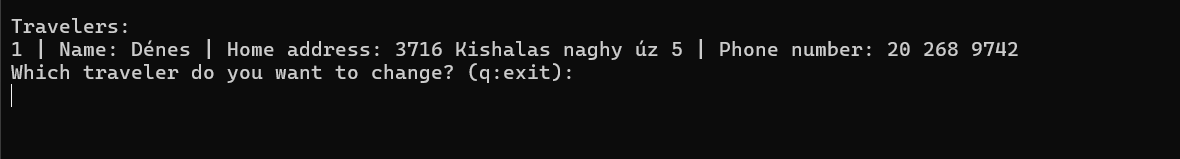 Travelers:
1 | Name: Dénes | Home address: 3716 Kishalas naghy úz 5 | Phone number: 20 268 9742
Which traveler do you want to change? (q:exit):